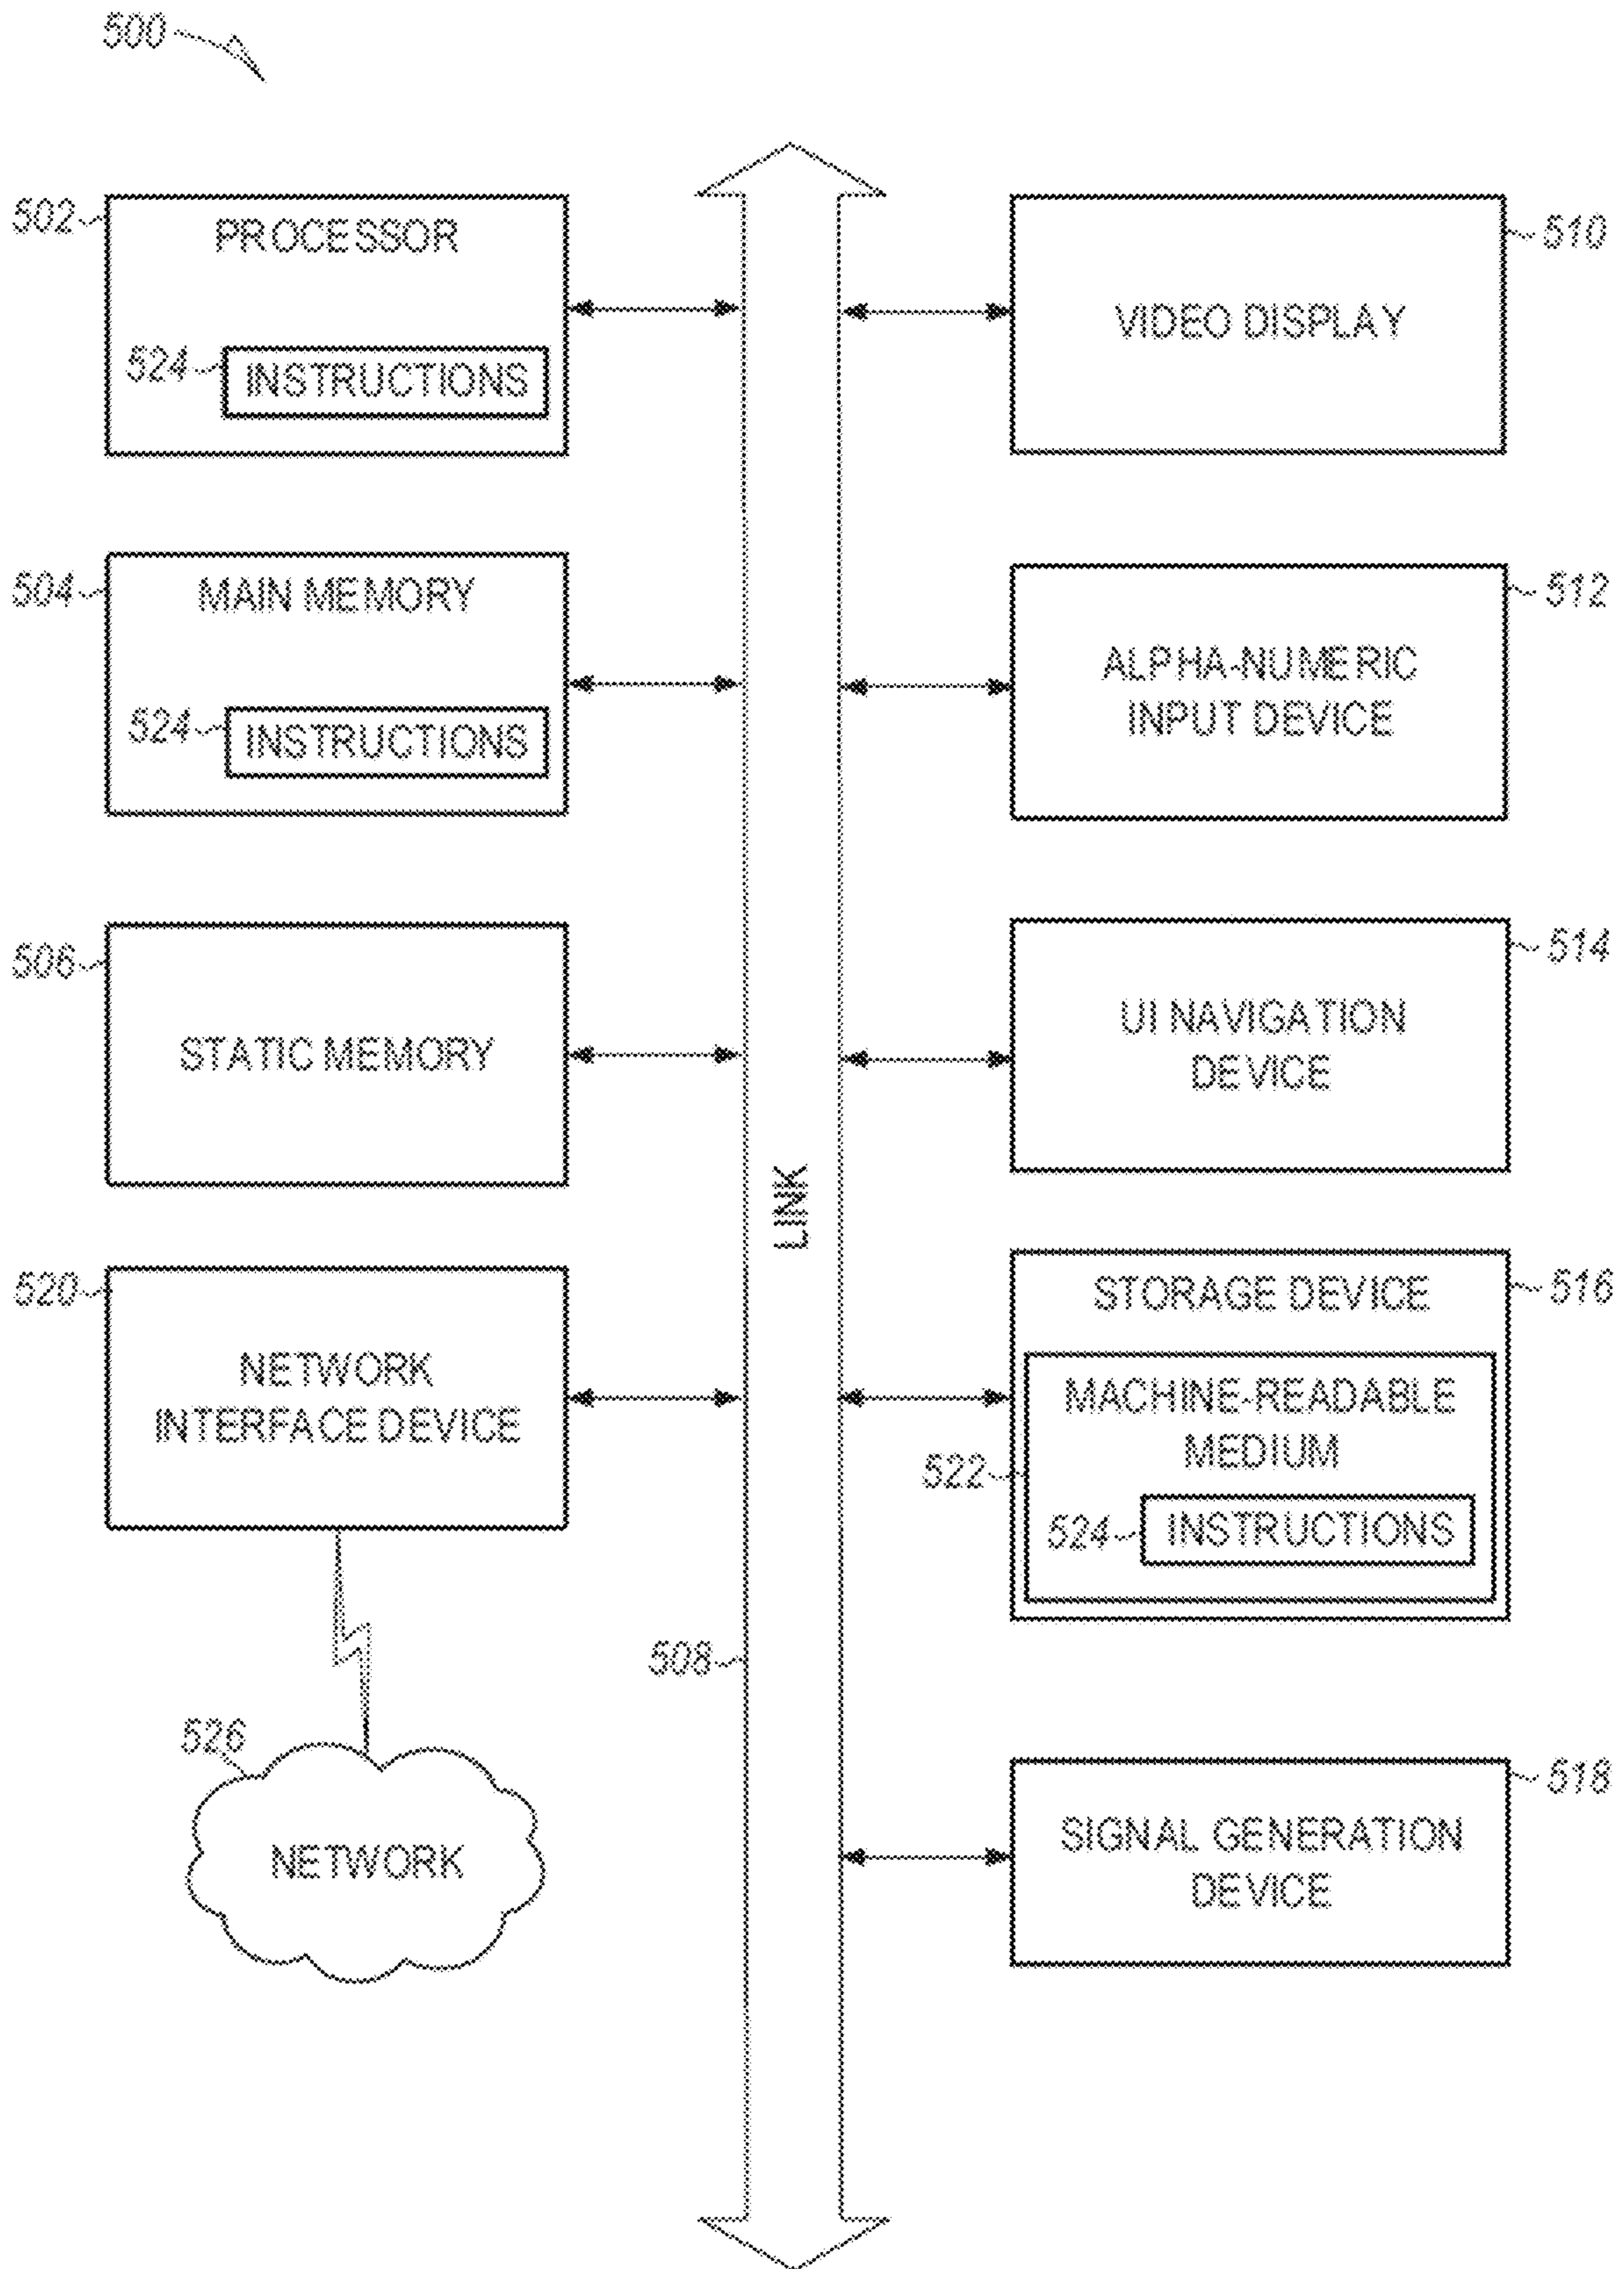 500
502
PROCESSOR
524
INSTRUCTIONS
504
MAIN MEMORY
524
INSTRUCTIONS
506
STATIC MEMORY
520
NETWORK
INTERFACE DEVICE
526
NETWORK
LINK
508
510
VIDEO DISPLAY
512
ALPHA-NUMERIC
INPUT DEVICE
514
UI NAVIGATION
DEVICE
516
STORAGE DEVICE
522
MACHINE-READABLE
MEDIUM
524
INSTRUCTIONS
518
SIGNAL GENERATION
DEVICE